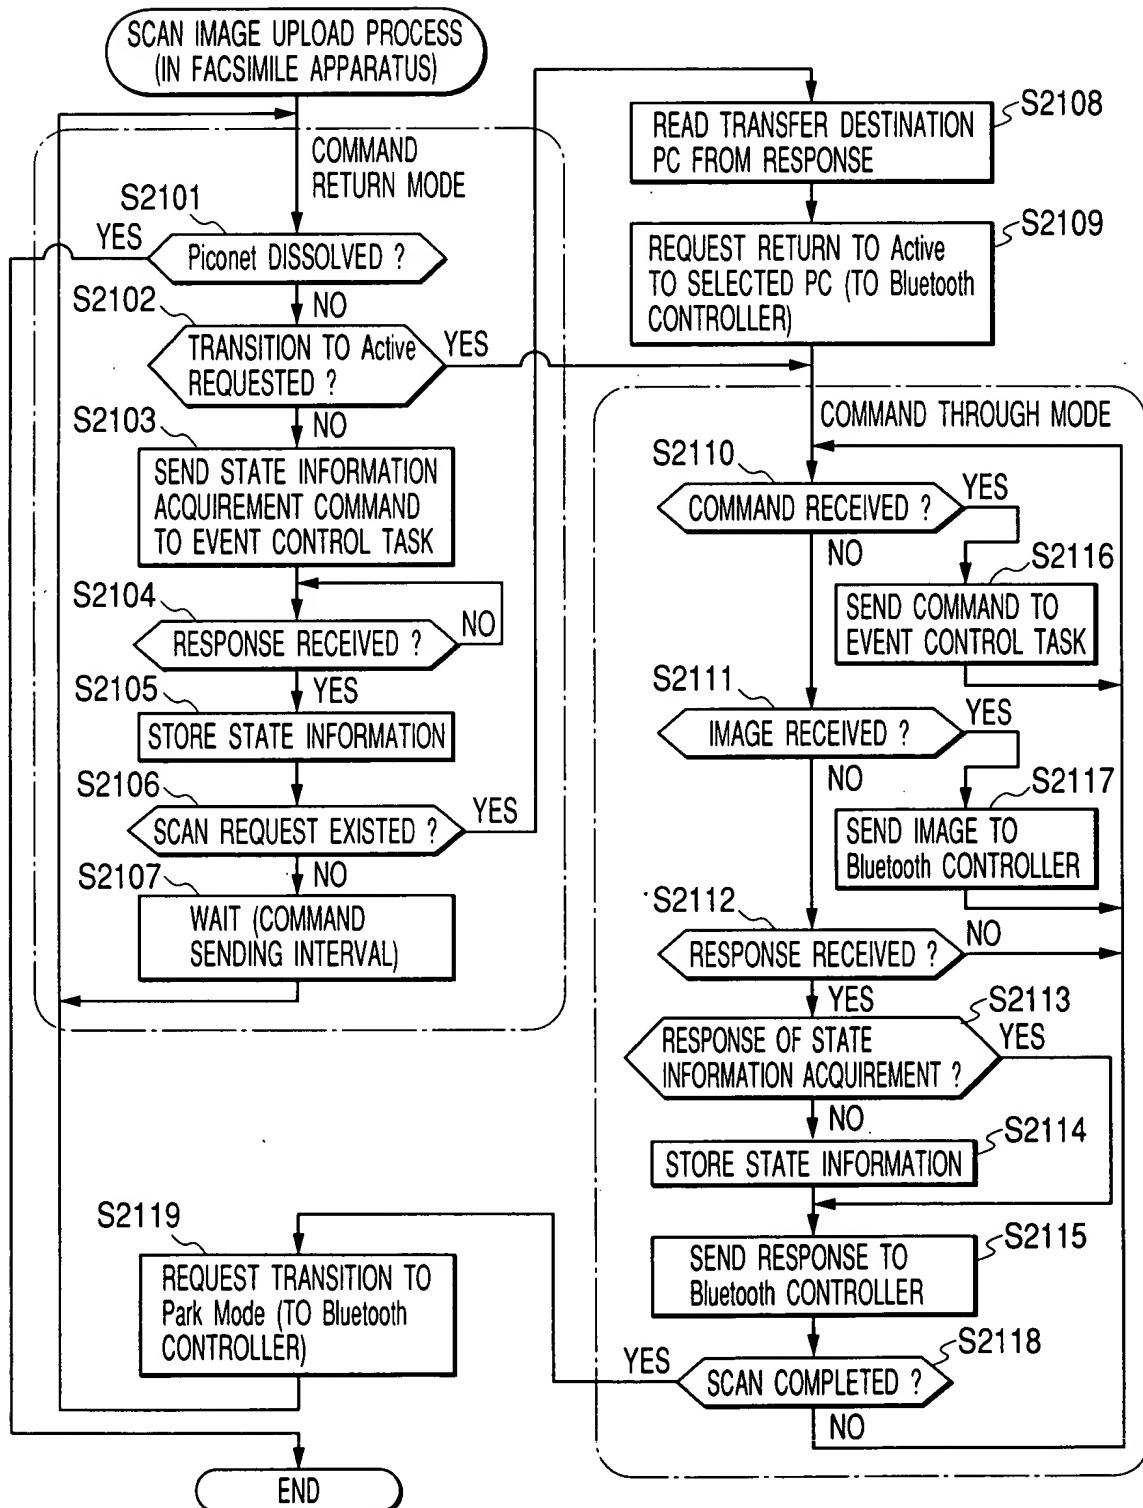 SCAN IMAGE UPLOAD PROCESS
(IN FACSIMILE APPARATUS)
COMMAND
RETURN MODE
S2101
YES
Piconet DISSOLVED ?
NO
S2102
TRANSITION TO Active
REQUESTED ?
YES
NO
S2103
SEND STATE INFORMATION
ACQUIREMENT COMMAND
TO EVENT CONTROL TASK
S2104
RESPONSE RECEIVED ?
NO
YES
S2105
STORE STATE INFORMATION
S2106
SCAN REQUEST EXISTED ?
YES
NO
S2107
WAIT (COMMAND
SENDING INTERVAL)
S2108
READ TRANSFER DESTINATION
PC FROM RESPONSE
S2109
REQUEST RETURN TO Active
TO SELECTED PC (TO Bluetooth
CONTROLLER)
COMMAND THROUGH MODE
S2110
COMMAND RECEIVED ?
YES
NO
S2116
SEND COMMAND TO
EVENT CONTROL TASK
S2111
IMAGE RECEIVED ?
YES
NO
S2117
SEND IMAGE TO
Bluetooth CONTROLLER
S2112
RESPONSE RECEIVED ?
NO
YES
S2113
RESPONSE OF STATE
INFORMATION ACQUIREMENT ?
YES
NO
S2114
STORE STATE INFORMATION
S2115
SEND RESPONSE TO
Bluetooth CONTROLLER
S2118
SCAN COMPLETED ?
YES
NO
S2119
REQUEST TRANSITION TO
Park Mode (TO Bluetooth
CONTROLLER)
END